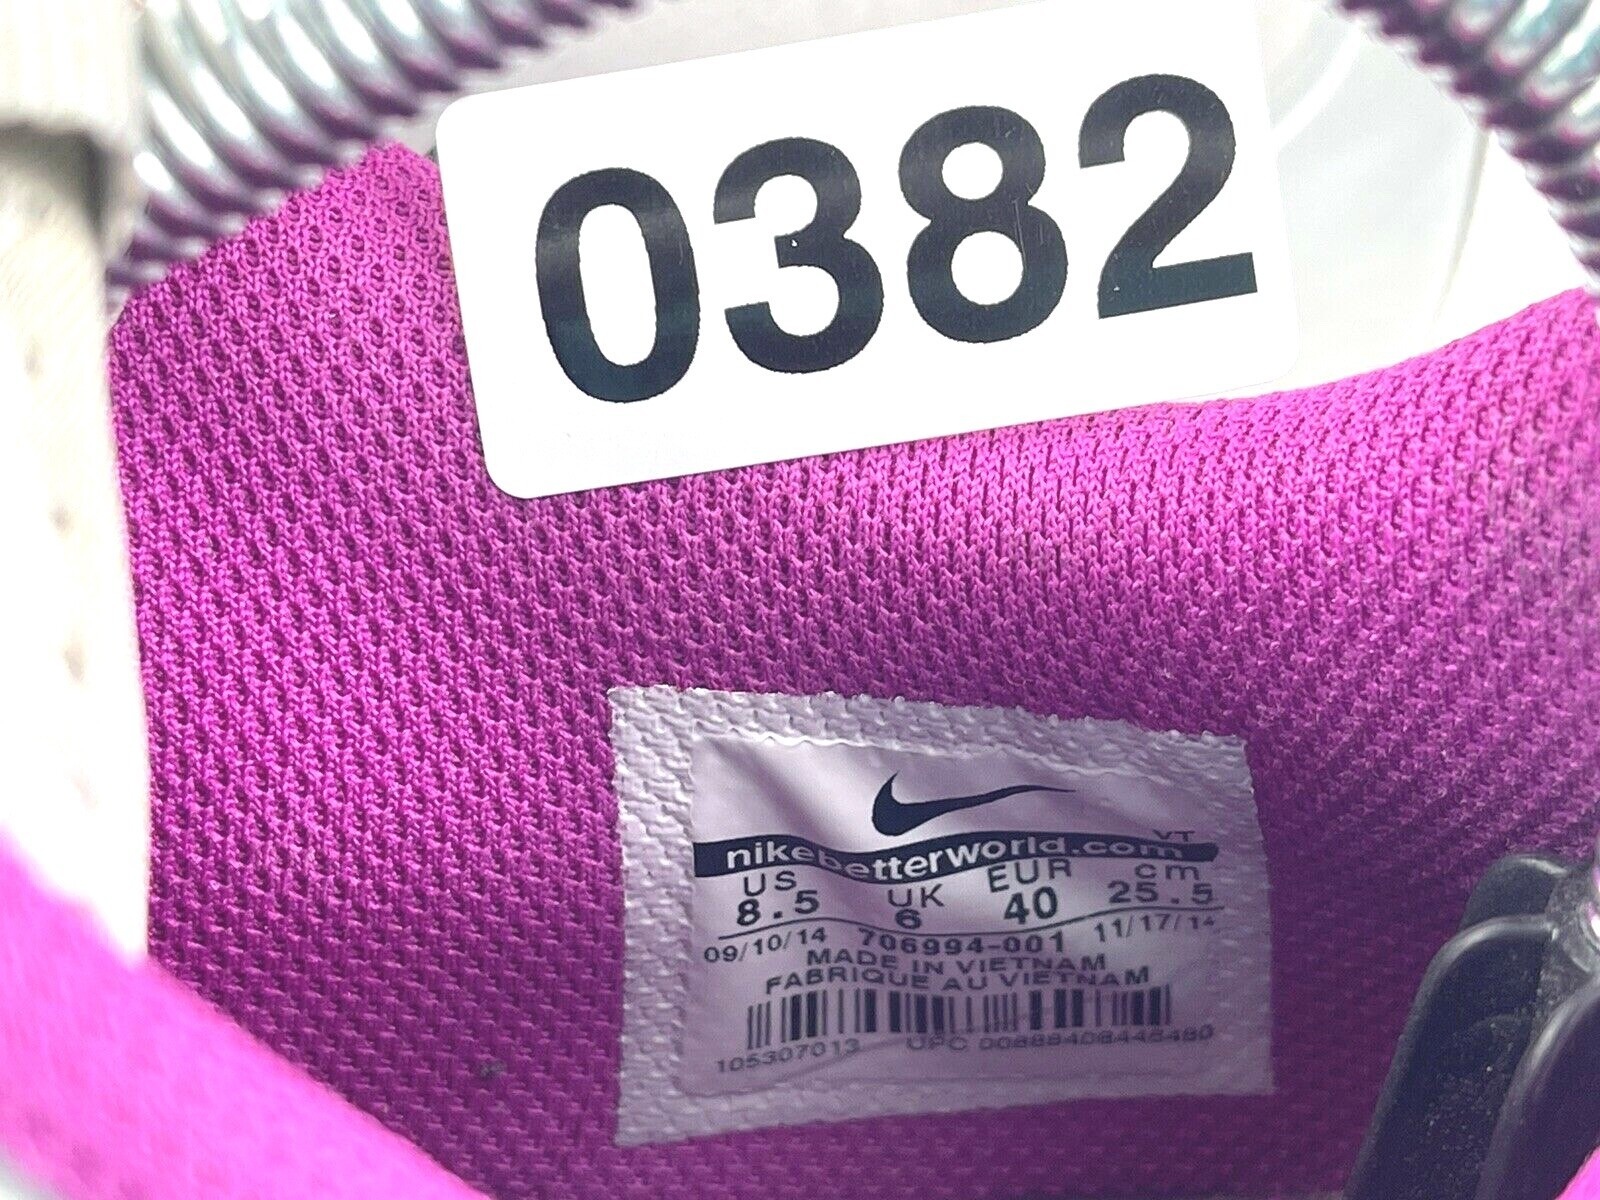 0382
VT
nikebetterworld.com
US UK EUR cm
8.5 6 40 25.5
09/10/14 706994-001 11/17/14
MADE IN VIETNAM
FABRIQUE AU VIETNAM
105307013 UPC